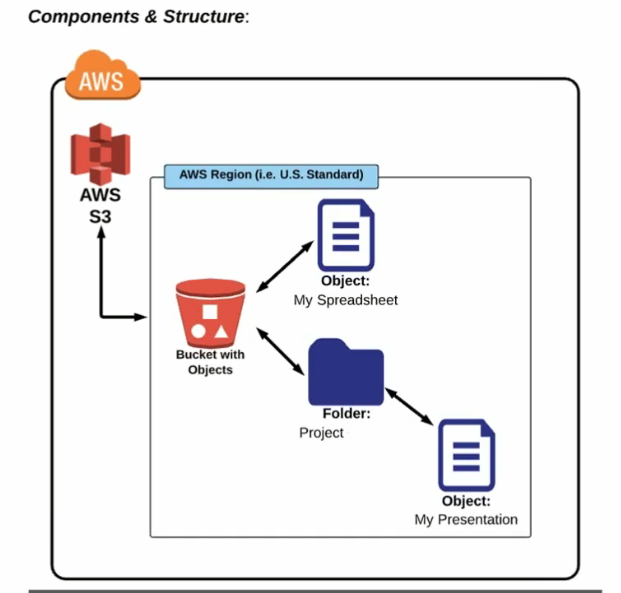 Components & Structure:
AWS
AWS
S3
AWS Region (i.e. U.S. Standard)
Object:
My Spreadsheet
Bucket with
Objects
Folder:
Project
Object:
My Presentation